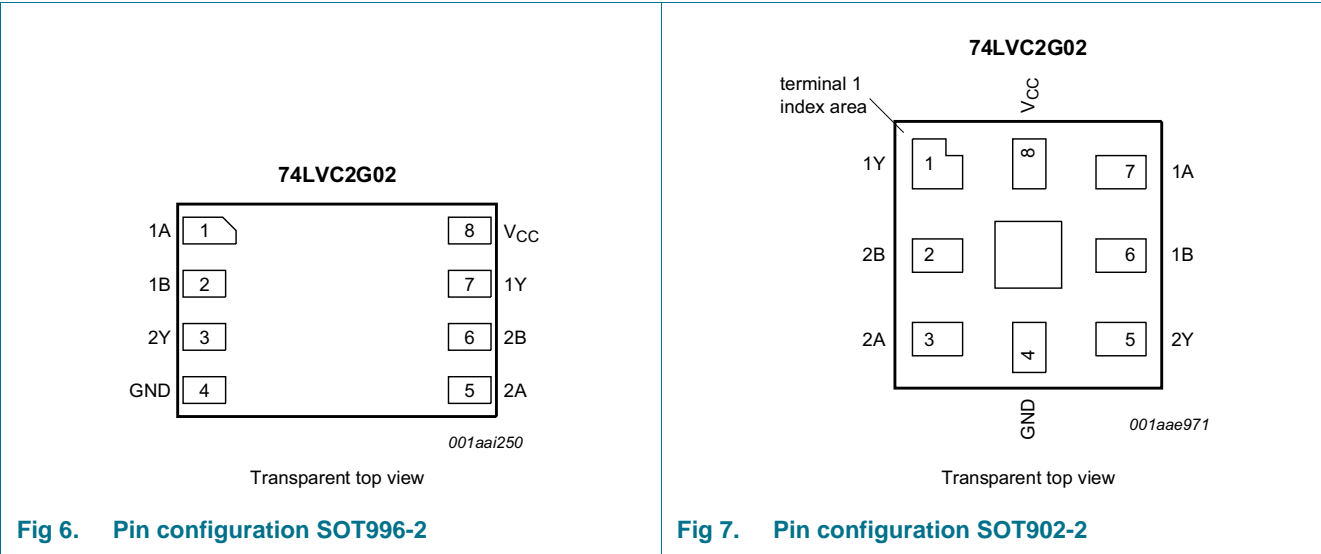 74LVC2G02
1A 1 8 VCC
1B 2 7 1Y
2Y 3 6 2B
GND 4 5 2A
001aai250
Transparent top view
Fig 6. Pin configuration SOT996-2
74LVC2G02
terminal 1
index area
VCC
1Y 1 8 7 1A
2B 2 6 1B
2A 3 4 5 2Y
GND
001aae971
Transparent top view
Fig 7. Pin configuration SOT902-2